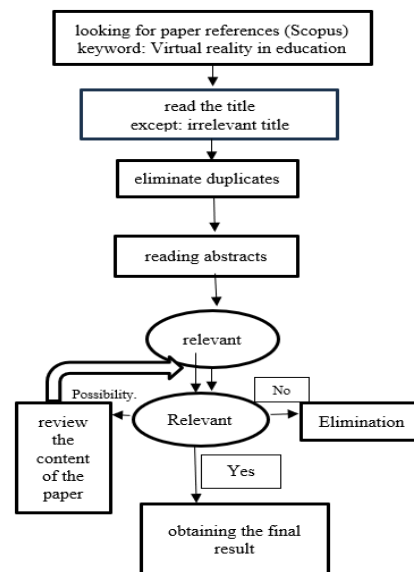 looking for paper references (Scopus)
keyword: Virtual reality in education
read the title
except: irrelevant title
eliminate duplicates
reading abstracts
relevant
Possibility.
No
review
the
content
of the
paper
Relevant
Elimination
Yes
obtaining the final
result